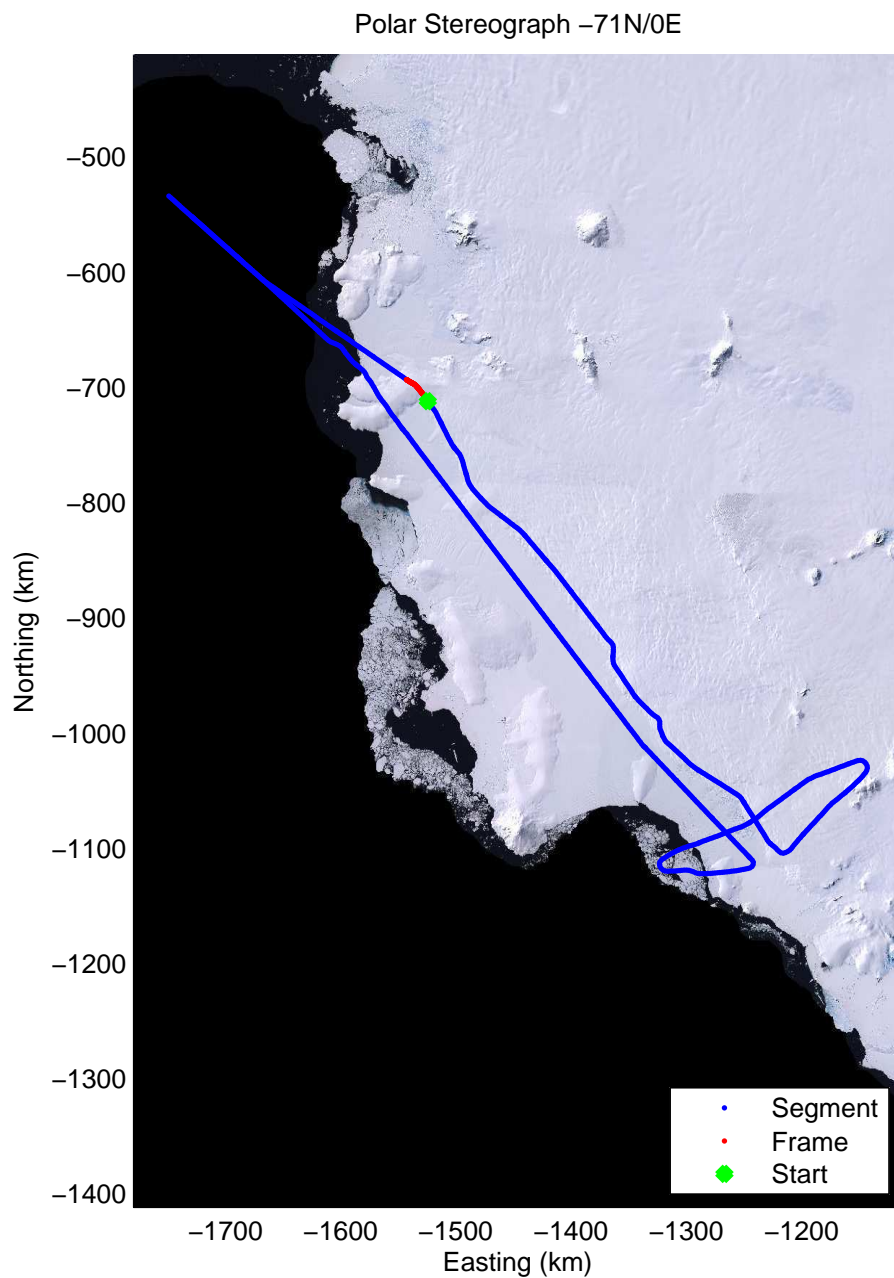 Polar Stereograph −71N/0E
−500
−600
−700
−800
−900
−1000
−1100
−1200
−1300
−1400
Northing (km)
−1700 −1600 −1500 −1400 −1300 −1200
Easting (km)
Segment
Frame
Start